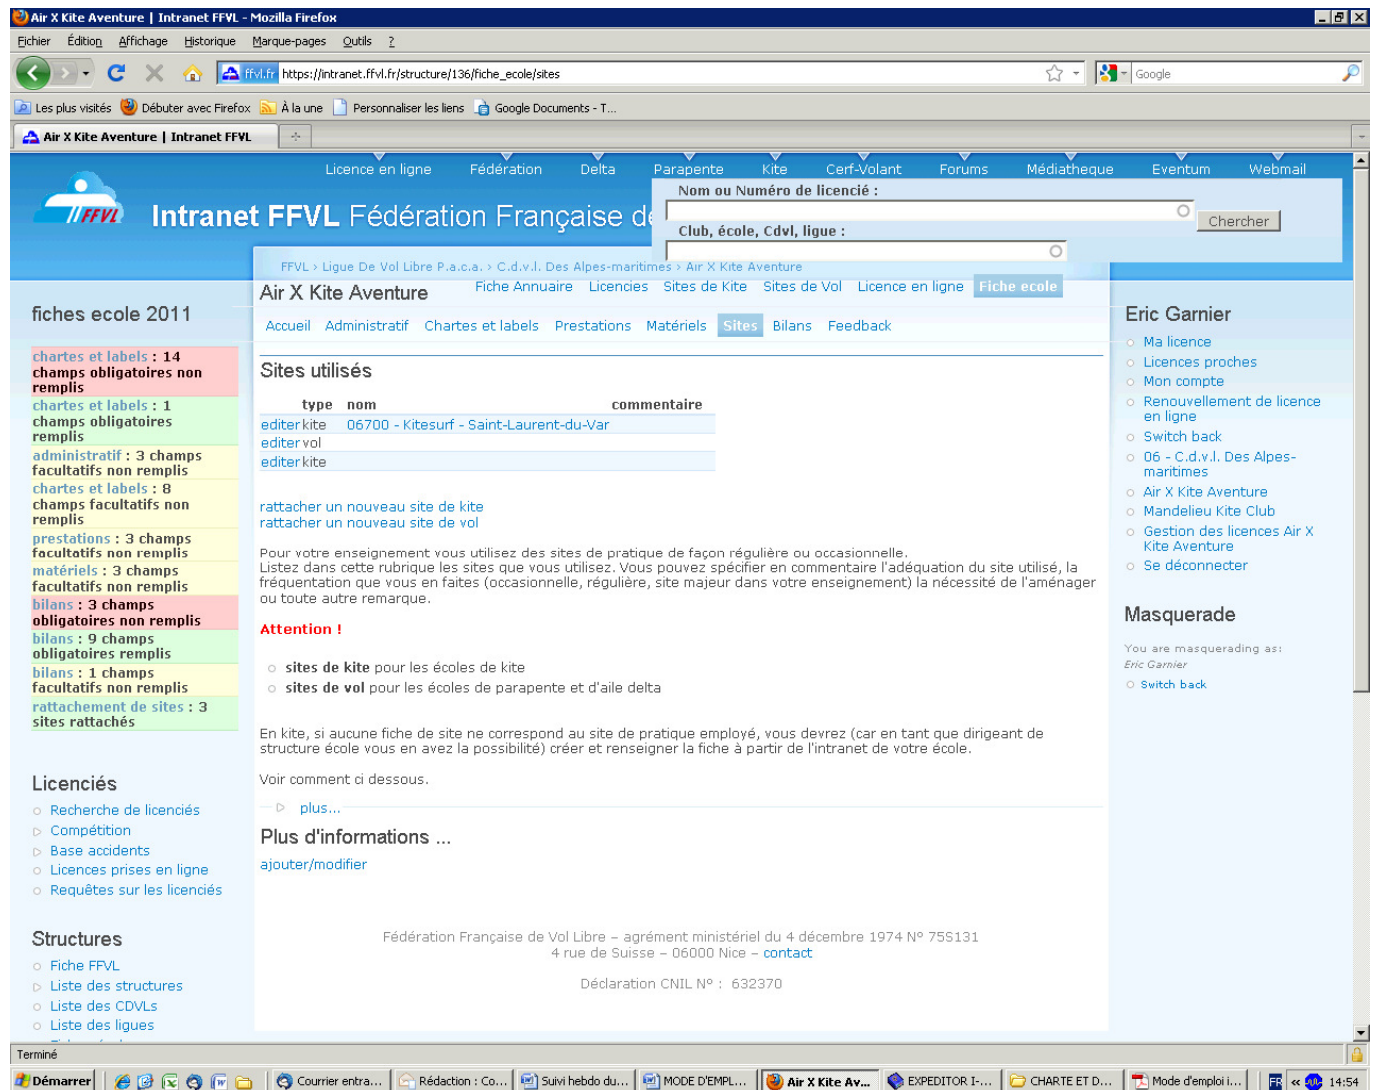 Air X Kite Aventure | Intranet FFVL - Mozilla Firefox
Fichier Édition Affichage Historique Marque-pages Outils ?
ffvl.fr https://intranet.ffvl.fr/structure/136/fiche_ecole/sites
Google
Les plus visités Débuter avec Firefox À la une Personnaliser les liens Google Documents - T...
Air X Kite Aventure | Intranet FFVL
Licence en ligne Fédération Delta Parapente Kite Cerf-Volant Forums Médiatheque Eventum Webmail
FFVL
Intranet FFVL Fédération Française de
Nom ou Numéro de licencié :
Chercher
Club, école, Cdvl, ligue :
FFVL › Ligue De Vol Libre P.a.c.a. › C.d.v.l. Des Alpes-maritimes › Air X Kite Aventure
Air X Kite Aventure
Fiche Annuaire Licencies Sites de Kite Sites de Vol Licence en ligne Fiche ecole
Accueil Administratif Chartes et labels Prestations Matériels Sites Bilans Feedback
fiches ecole 2011
chartes et labels : 14
champs obligatoires non
remplis
chartes et labels : 1
champs obligatoires
remplis
administratif : 3 champs
facultatifs non remplis
chartes et labels : 8
champs facultatifs non
remplis
prestations : 3 champs
facultatifs non remplis
matériels : 3 champs
facultatifs non remplis
bilans : 3 champs
obligatoires non remplis
bilans : 9 champs
obligatoires remplis
bilans : 1 champs
facultatifs non remplis
rattachement de sites : 3
sites rattachés
Licenciés
Recherche de licenciés
Compétition
Base accidents
Licences prises en ligne
Requêtes sur les licenciés
Structures
Fiche FFVL
Liste des structures
Liste des CDVLs
Liste des ligues
Sites utilisés
type nom commentaire
editer kite 06700 - Kitesurf - Saint-Laurent-du-Var
editer vol
editer kite
rattacher un nouveau site de kite
rattacher un nouveau site de vol
Pour votre enseignement vous utilisez des sites de pratique de façon régulière ou occasionnelle.
Listez dans cette rubrique les sites que vous utilisez. Vous pouvez spécifier en commentaire l'adéquation du site utilisé, la
fréquentation que vous en faites (occasionnelle, régulière, site majeur dans votre enseignement) la nécessité de l'aménager
ou toute autre remarque.
Attention !
sites de kite pour les écoles de kite
sites de vol pour les écoles de parapente et d'aile delta
En kite, si aucune fiche de site ne correspond au site de pratique employé, vous devrez (car en tant que dirigeant de
structure école vous en avez la possibilité) créer et renseigner la fiche à partir de l'intranet de votre école.
Voir comment ci dessous.
plus...
Plus d'informations ...
ajouter/modifier
Fédération Française de Vol Libre – agrément ministériel du 4 décembre 1974 Nº 75S131
4 rue de Suisse – 06000 Nice – contact
Déclaration CNIL Nº : 632370
Eric Garnier
Ma licence
Licences proches
Mon compte
Renouvellement de licence
en ligne
Switch back
06 - C.d.v.l. Des Alpes-
maritimes
Air X Kite Aventure
Mandelieu Kite Club
Gestion des licences Air X
Kite Aventure
Se déconnecter
Masquerade
You are masquerading as:
Eric Garnier
Switch back
Terminé
Démarrer Courrier entra... Rédaction : Co... Suivi hebdo du... MODE D'EMPL... Air X Kite Av... EXPEDITOR I-... CHARTE ET D... Mode d'emploi i... FR « 14:54